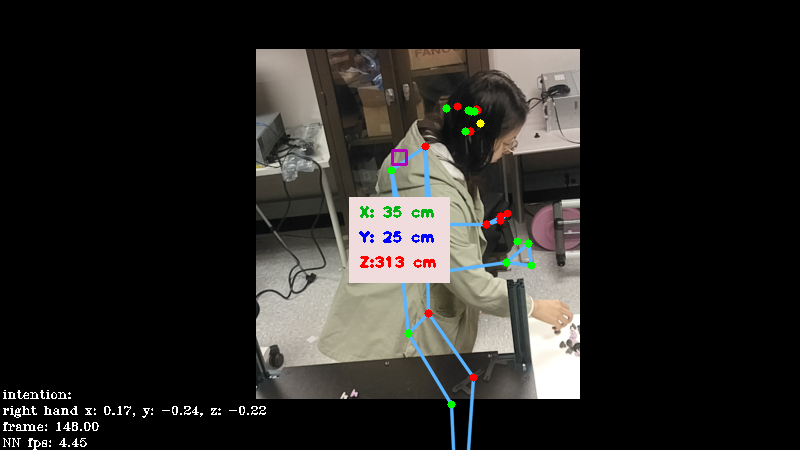 FANUC
X: 35 cm
Y: 25 cm
Z:313 cm
intention:
right hand x: 0.17, y: -0.24, z: -0.22
frame: 148.00
NN fps: 4.45